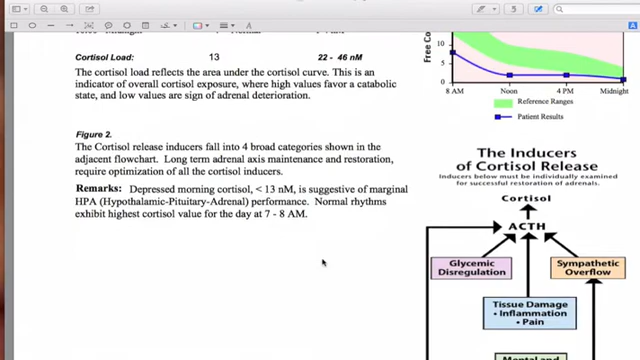 Cortisol Load: 13 22 - 46 nM
The cortisol load reflects the area under the cortisol curve. This is an
indicator of overall cortisol exposure, where high values favor a catabolic
state, and low values are sign of adrenal deterioration.
Figure 2.
The Cortisol release inducers fall into 4 broad categories shown in the
adjacent flowchart. Long term adrenal axis maintenance and restoration,
require optimization of all the cortisol inducers.
Remarks: Depressed morning cortisol, < 13 nM, is suggestive of marginal
HPA (Hypothalamic-Pituitary-Adrenal) performance. Normal rhythms
exhibit highest cortisol value for the day at 7 - 8 AM.
Free Co
10
5
0
8 AM Noon 4 PM Midnight
Reference Ranges
Patient Results
The Inducers
of Cortisol Release
Inducers below must be individually examined
for successful restoration of adrenals.
Cortisol
ACTH
Glycemic
Disregulation
Sympathetic
Overflow
Tissue Damage
• Inflammation
• Pain
Mental and